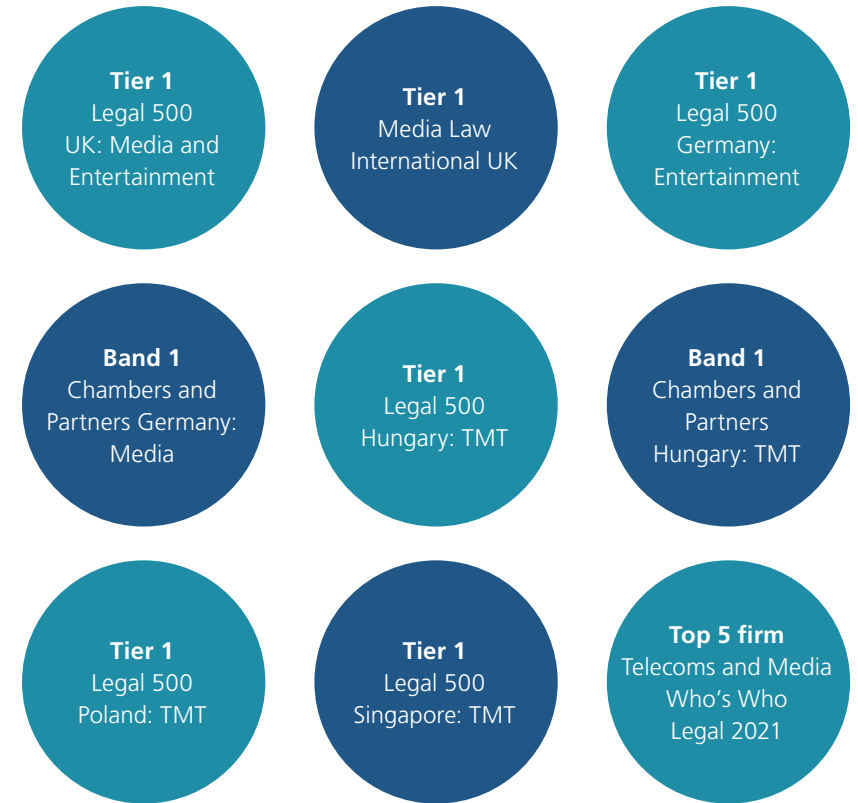 Tier 1
Legal 500
UK: Media and
Entertainment
Tier 1
Media Law
International UK
Tier 1
Legal 500
Germany:
Entertainment
Band 1
Chambers and
Partners Germany:
Media
Tier 1
Legal 500
Hungary: TMT
Band 1
Chambers and
Partners
Hungary: TMT
Tier 1
Legal 500
Poland: TMT
Tier 1
Legal 500
Singapore: TMT
Top 5 firm
Telecoms and Media
Who’s Who
Legal 2021